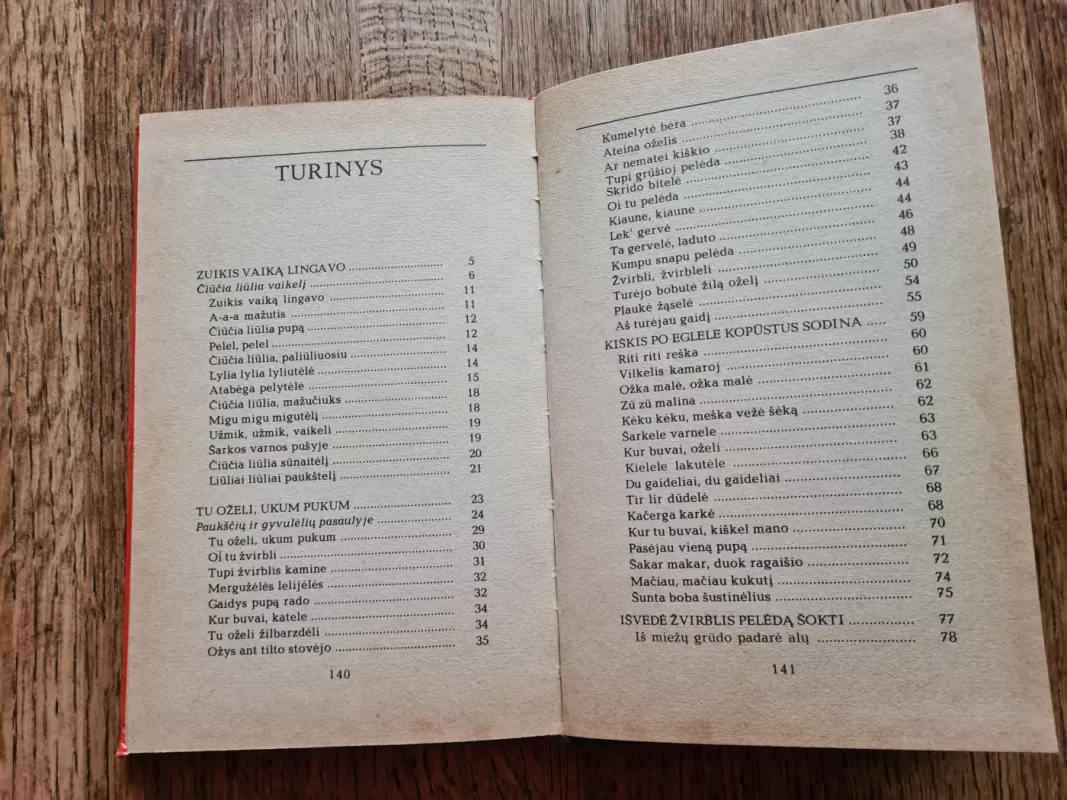 TURINYS
ZUIKIS VAIKĄ LINGAVO ........ 5
Čiūčia liūlia vaikelį ........ 6
Zuikis vaiką lingavo ........ 11
A-a-a mažutis ........ 11
Čiūčia liūlia pupą ........ 12
Pelel, pelel ........ 12
Čiūčia liūlia, paliūliuosiu ........ 14
Lylia lylia lyliutėlė ........ 14
Atabėga pelytėlė ........ 15
Čiūčia liūlia, mažučiuks ........ 18
Migu migu migutėlį ........ 18
Užmik, užmik, vaikeli ........ 19
Šarkos varnos pušyje ........ 19
Čiūčia liūlia sūnaitėlį ........ 20
Liūliai liūliai paukštelį ........ 21
TU OŽELI, UKUM PUKUM ........ 23
Paukščių ir gyvulėlių pasaulyje ........ 24
Tu oželi, ukum pukum ........ 29
Oi tu žvirbli ........ 30
Tupi žvirblis kamine ........ 31
Mergužėlės lelijėlės ........ 32
Gaidys pupą rado ........ 32
Kur buvai, katele ........ 34
Tu oželi žilbarzdėli ........ 34
Ožys ant tilto stovėjo ........ 35
140
Kumelytė bėra ........ 36
Ateina oželis ........ 37
Ar nematei kiškio ........ 37
Tupi grūšioj pelėda ........ 38
Skrido bitelė ........ 42
Oi tu pelėda ........ 43
Kiaune, kiaune ........ 44
Lek' gervė ........ 44
Ta gervelė, laduto ........ 46
Kumpu snapu pelėda ........ 48
Žvirbli, žvirbleli ........ 49
Turėjo bobutė žilą oželį ........ 50
Plaukė žąselė ........ 54
Aš turėjau gaidį ........ 55
KIŠKIS PO EGLELE KOPŪSTUS SODINA ........ 59
Riti riti reška ........ 60
Vilkelis kamaroj ........ 60
Ožka malė, ožka malė ........ 61
Zū zū malina ........ 62
Kėku kėku, meška vežė šėką ........ 62
Šarkele varnele ........ 63
Kur buvai, oželi ........ 63
Kielele lakutėle ........ 66
Du gaideliai, du gaideliai ........ 67
Tir lir dūdelė ........ 68
Kačerga karkė ........ 68
Kur tu buvai, kiškel mano ........ 70
Pasėjau vieną pupą ........ 71
Šakar makar, duok ragaišio ........ 72
Mačiau, mačiau kukutį ........ 74
Šunta boba šustinėlius ........ 75
IŠVEDĖ ŽVIRBLIS PELĖDĄ ŠOKTI ........ 77
Iš miežų grūdo padarė alų ........ 78
141